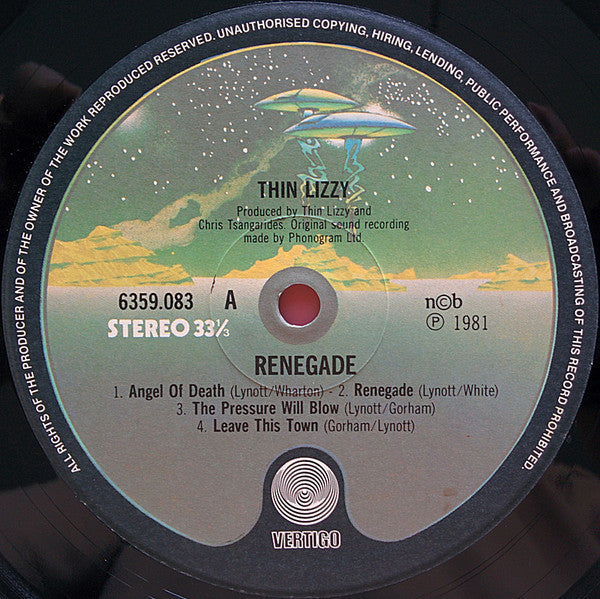 ALL RIGHTS OF THE PRODUCER AND OF THE OWNER OF THE WORK REPRODUCED RESERVED. UNAUTHORISED COPYING, HIRING, LENDING, PUBLIC PERFORMANCE AND BROADCASTING OF THIS RECORD PROHIBITED.
THIN LIZZY
Produced by Thin Lizzy and
Chris Tsangarides. Original sound recording
made by Phonogram Ltd
6359.083 A
n©b
STEREO 33⅓
℗ 1981
RENEGADE
1. Angel Of Death (Lynott/Wharton) - 2. Renegade (Lynott/White)
3. The Pressure Will Blow (Lynott/Gorham)
4. Leave This Town (Gorham/Lynott)
VERTIGO